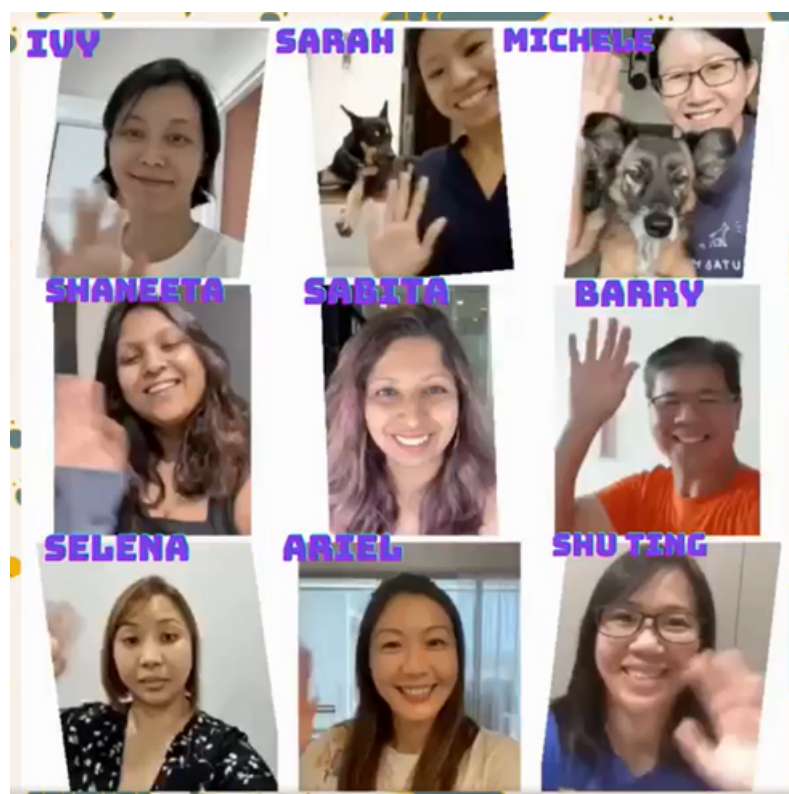 IVY
SARAH
MICHELE
SHANEETA
SABITA
BARRY
SELENA
ARIEL
SHU TING